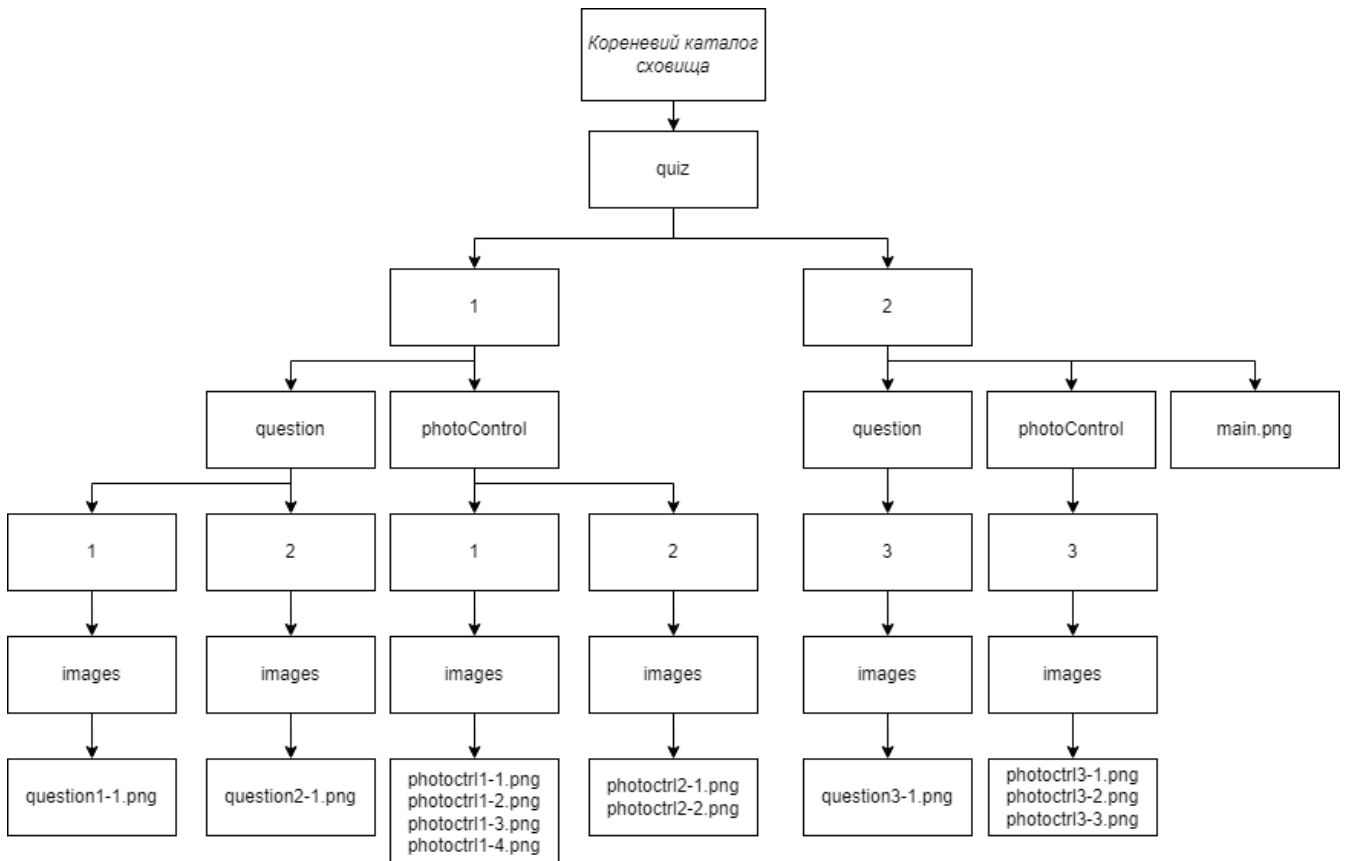 Кореневий каталог
сховища
quiz
1
2
question
photoControl
question
photoControl
main.png
1
2
1
2
3
3
images
images
images
images
images
images
question1-1.png
question2-1.png
photoctrl1-1.png
photoctrl1-2.png
photoctrl1-3.png
photoctrl1-4.png
photoctrl2-1.png
photoctrl2-2.png
question3-1.png
photoctrl3-1.png
photoctrl3-2.png
photoctrl3-3.png